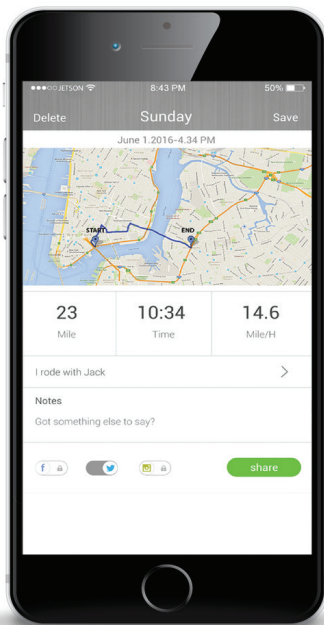 JETSON 8:43 PM 50%
Delete Sunday Save
June 1.2016-4.34 PM
START END
23 10:34 14.6
Mile Time Mile/H
I rode with Jack
Notes
Got something else to say?
f share